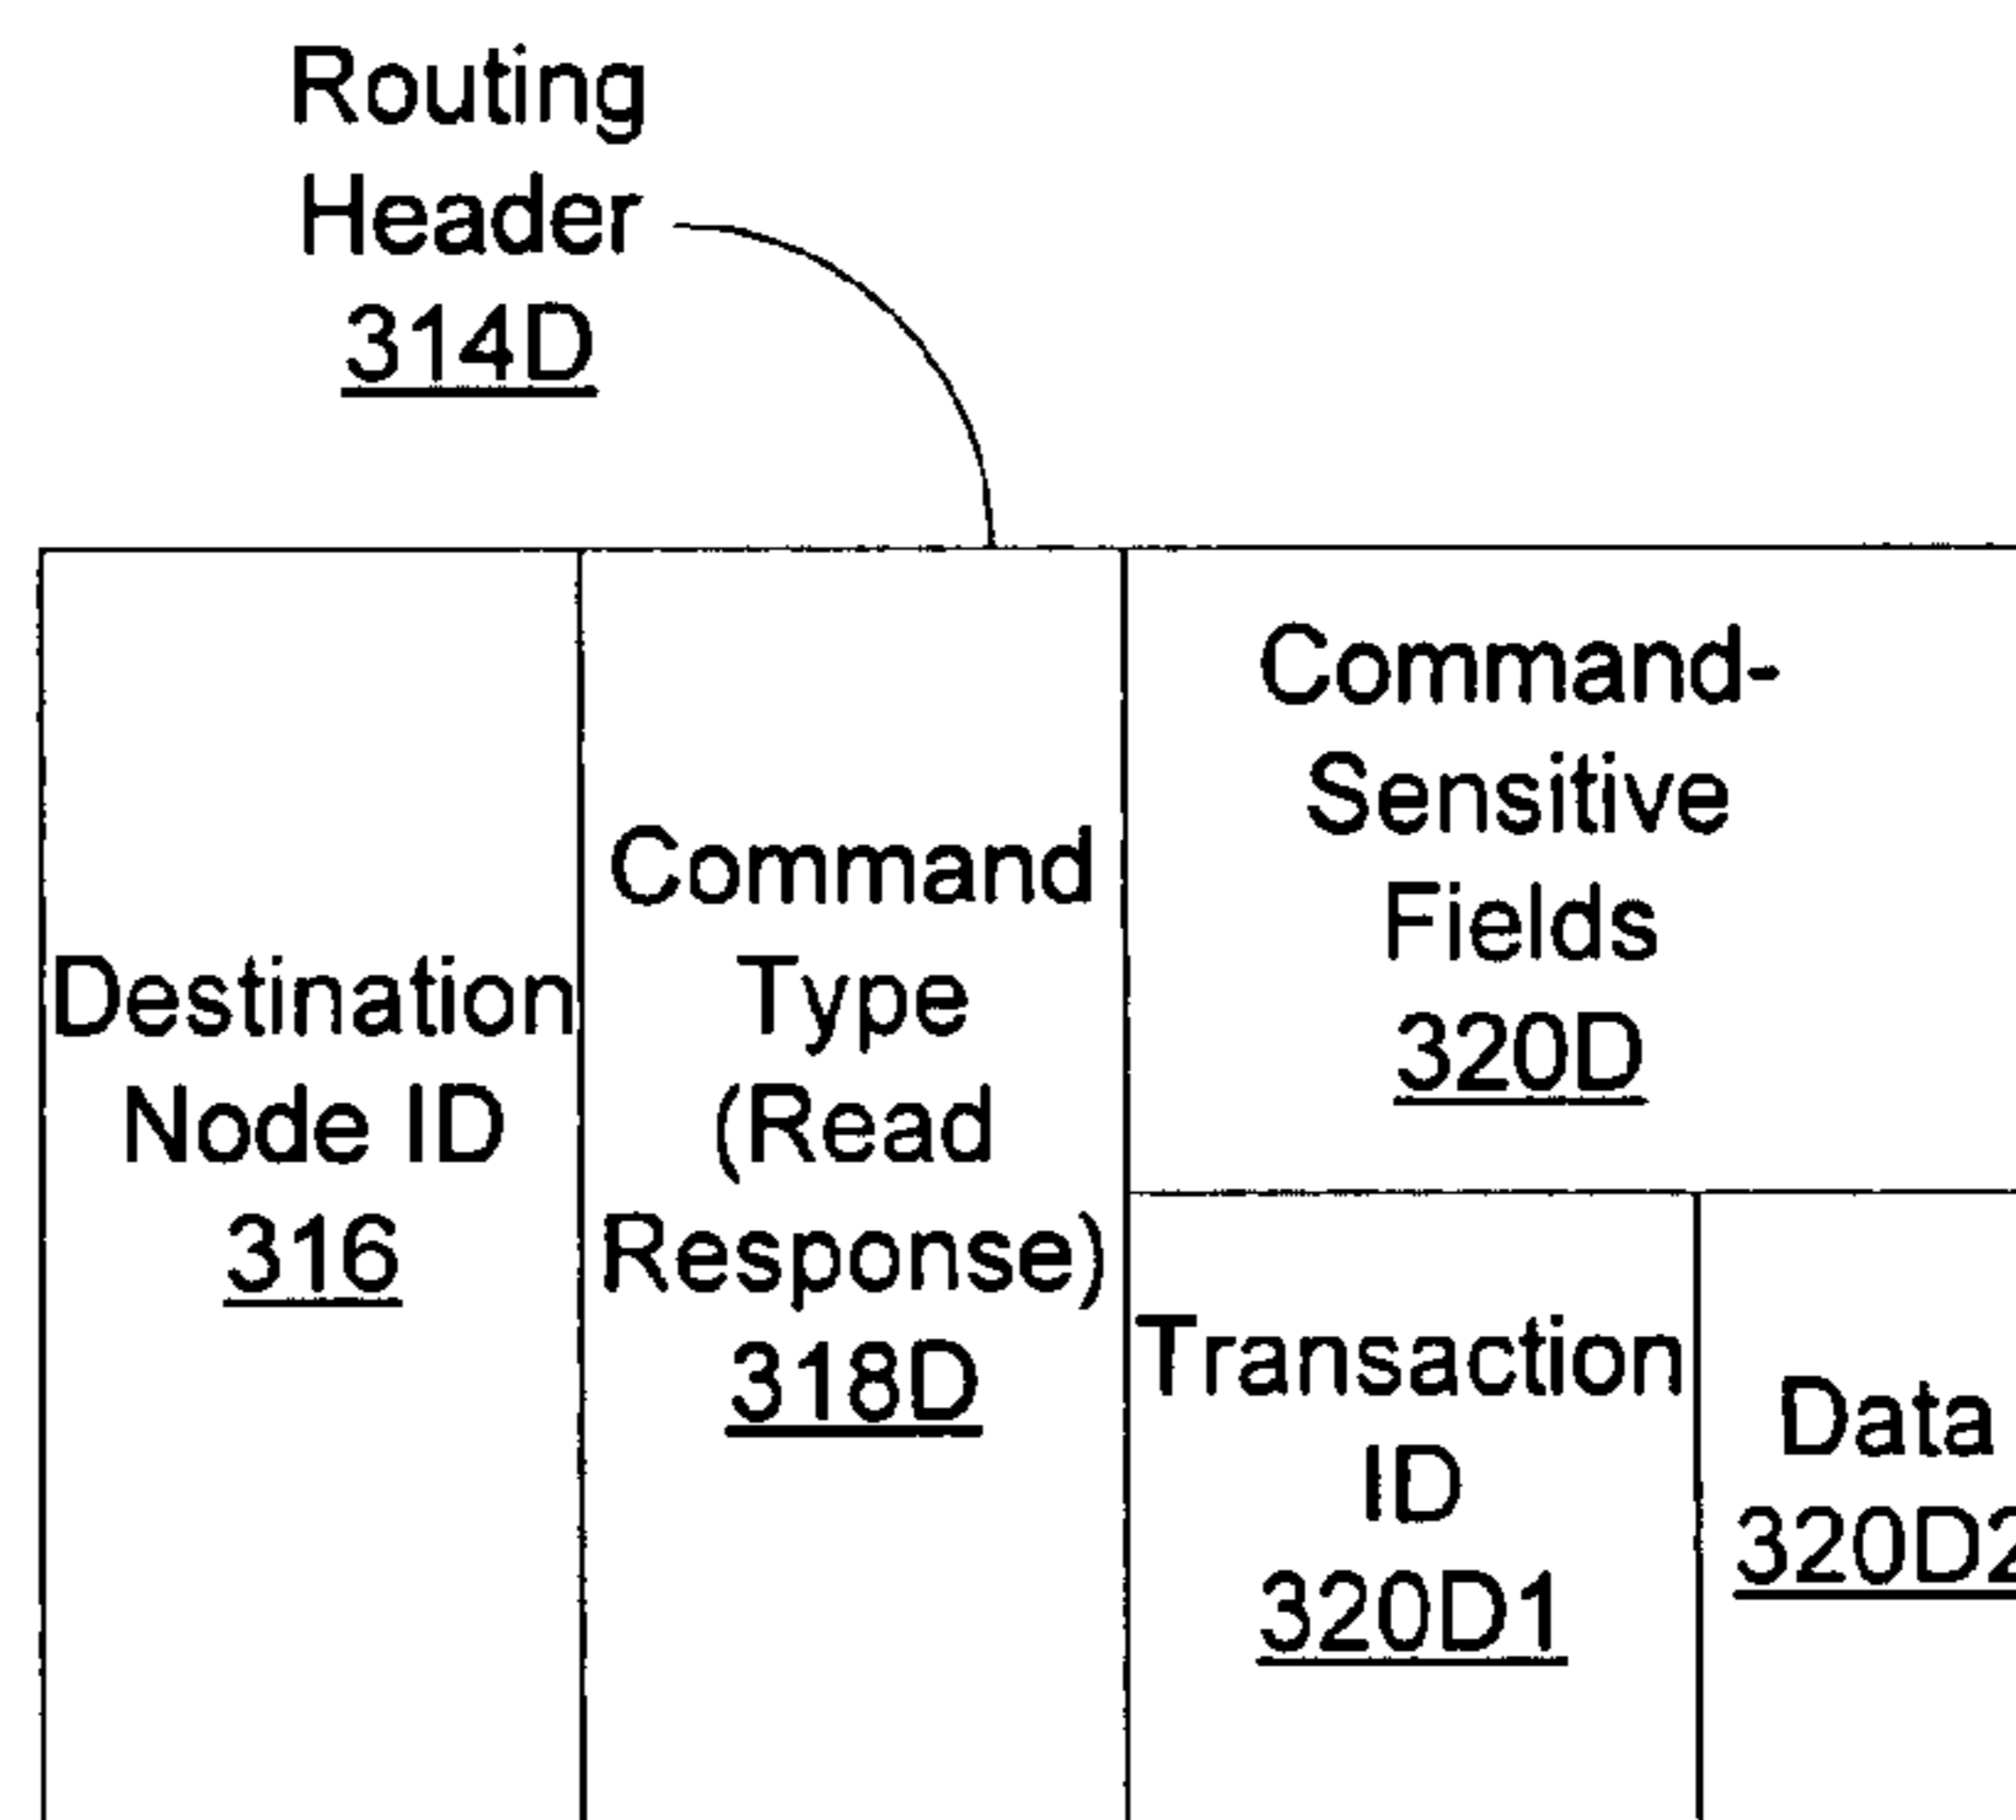 Routing
Header
314D
Destination
Node ID
316
Command
Type
(Read
Response)
318D
Command-
Sensitive
Fields
320D
Transaction
ID
320D1
Data
320D2